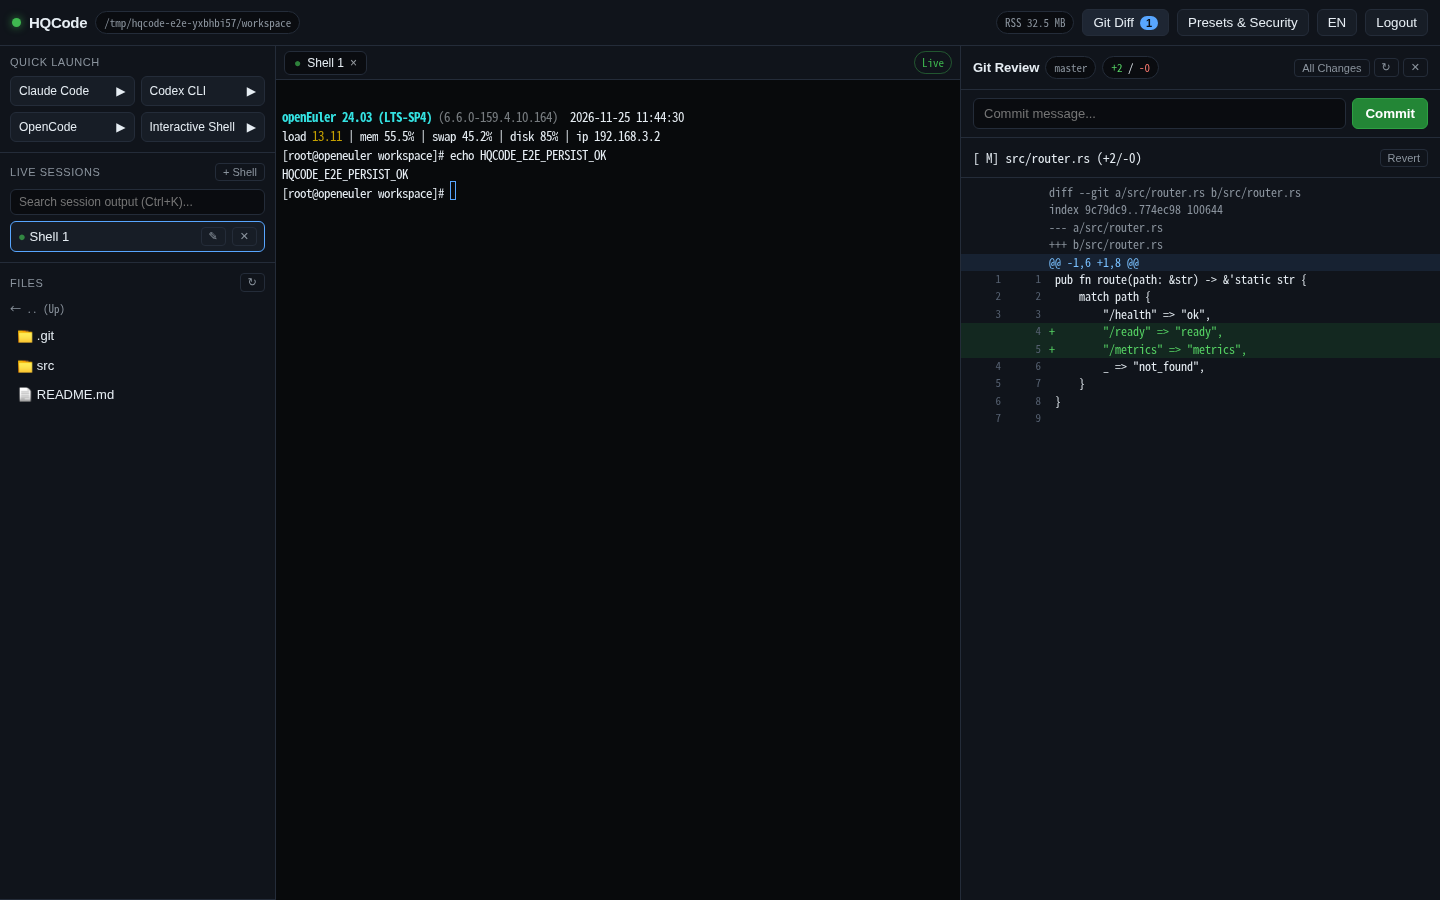 HQCode /tmp/hqcode-e2e-yxbhbi57/workspace RSS 32.5 MB Git Diff 1 Presets & Security EN Logout
QUICK LAUNCH
Claude Code ▶ Codex CLI ▶
OpenCode ▶ Interactive Shell ▶
LIVE SESSIONS + Shell
Search session output (Ctrl+K)...
● Shell 1 ✎ ✕
FILES ↻
← .. (Up)
.git
src
README.md
● Shell 1 × Live
openEuler 24.03 (LTS-SP4) (6.6.0-159.4.10.164) 2026-11-25 11:44:30
load 13.11 | mem 55.5% | swap 45.2% | disk 85% | ip 192.168.3.2
[root@openeuler workspace]# echo HQCODE_E2E_PERSIST_OK
HQCODE_E2E_PERSIST_OK
[root@openeuler workspace]#
Git Review master +2 / -0 All Changes ↻ ✕
Commit message... Commit
[ M] src/router.rs (+2/-0) Revert
diff --git a/src/router.rs b/src/router.rs
index 9c79dc9..774ec98 100644
--- a/src/router.rs
+++ b/src/router.rs
@@ -1,6 +1,8 @@
1 1 pub fn route(path: &str) -> &'static str {
2 2 match path {
3 3 "/health" => "ok",
4 + "/ready" => "ready",
5 + "/metrics" => "metrics",
4 6 _ => "not_found",
5 7 }
6 8 }
7 9